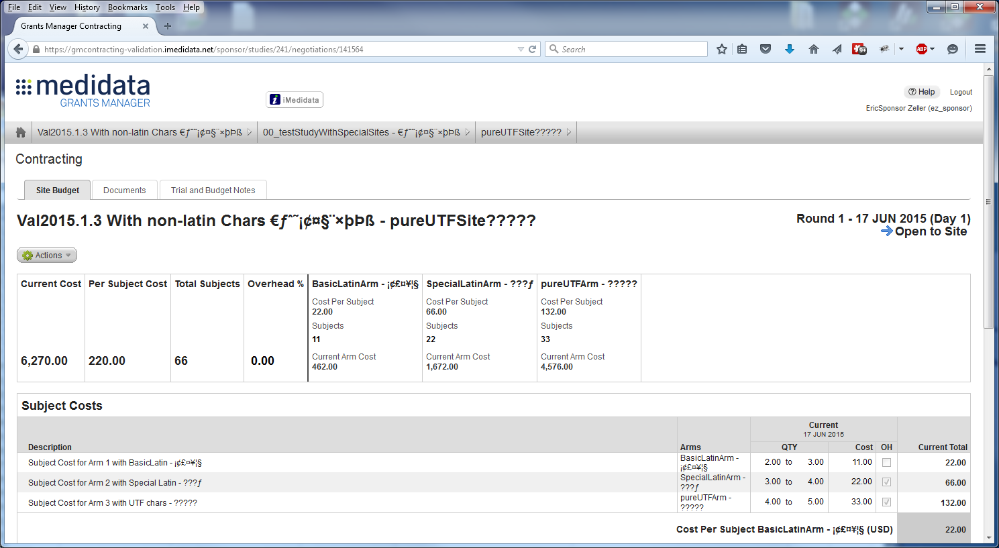 File Edit View History Bookmarks Tools Help
Grants Manager Contracting
https://gmcontracting-validation.imedidata.net/sponsor/studies/241/negotiations/141564
Search
9+
ABP
medidata
GRANTS MANAGER
iMedidata
Help Logout
EricSponsor Zeller (ez_sponsor)
Val2015.1.3 With non-latin Chars €ƒˆ˜¡¢¤§¨×þÞß
00_testStudyWithSpecialSites - €ƒˆ˜¡¢¤§¨×þÞß
pureUTFSite?????
Contracting
Site Budget Documents Trial and Budget Notes
Val2015.1.3 With non-latin Chars €ƒˆ˜¡¢¤§¨×þÞß - pureUTFSite?????
Round 1 - 17 JUN 2015 (Day 1)
Open to Site
Actions
Current Cost Per Subject Cost Total Subjects Overhead % BasicLatinArm - ¡¢£¤¥¦§ SpecialLatinArm - ???ƒ pureUTFArm - ?????
Cost Per Subject Cost Per Subject Cost Per Subject
22.00 66.00 132.00
Subjects Subjects Subjects
11 22 33
Current Arm Cost Current Arm Cost Current Arm Cost
6,270.00 220.00 66 0.00
462.00 1,672.00 4,576.00
Subject Costs
Current
17 JUN 2015
Description Arms QTY Cost OH Current Total
Subject Cost for Arm 1 with BasicLatin - ¡¢£¤¥¦§ BasicLatinArm - ¡¢£¤¥¦§ 2.00 to 3.00 11.00 22.00
Subject Cost for Arm 2 with Special Latin - ???ƒ SpecialLatinArm - ???ƒ 3.00 to 4.00 22.00 66.00
Subject Cost for Arm 3 with UTF chars - ????? pureUTFArm - ????? 4.00 to 5.00 33.00 132.00
Cost Per Subject BasicLatinArm - ¡¢£¤¥¦§ (USD) 22.00